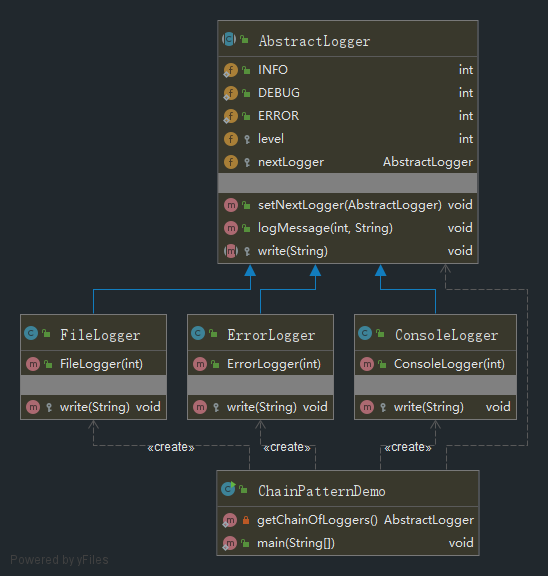 AbstractLogger
INFO int
DEBUG int
ERROR int
level int
nextLogger AbstractLogger
setNextLogger(AbstractLogger) void
logMessage(int, String) void
write(String) void
FileLogger
FileLogger(int)
write(String) void
ErrorLogger
ErrorLogger(int)
write(String) void
ConsoleLogger
ConsoleLogger(int)
write(String) void
«create» «create» «create»
ChainPatternDemo
getChainOfLoggers() AbstractLogger
main(String[]) void
Powered by yFiles